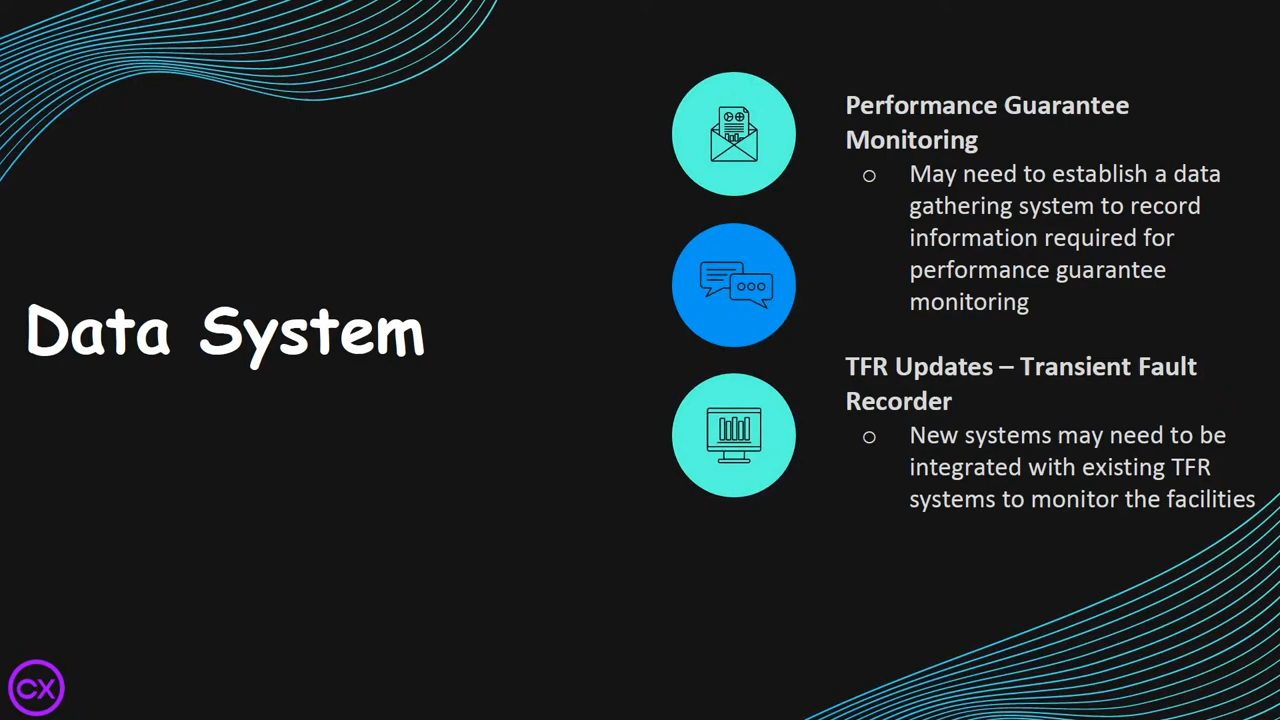 Data System
Performance Guarantee
Monitoring
o May need to establish a data
gathering system to record
information required for
performance guarantee
monitoring
TFR Updates – Transient Fault
Recorder
o New systems may need to be
integrated with existing TFR
systems to monitor the facilities
CX